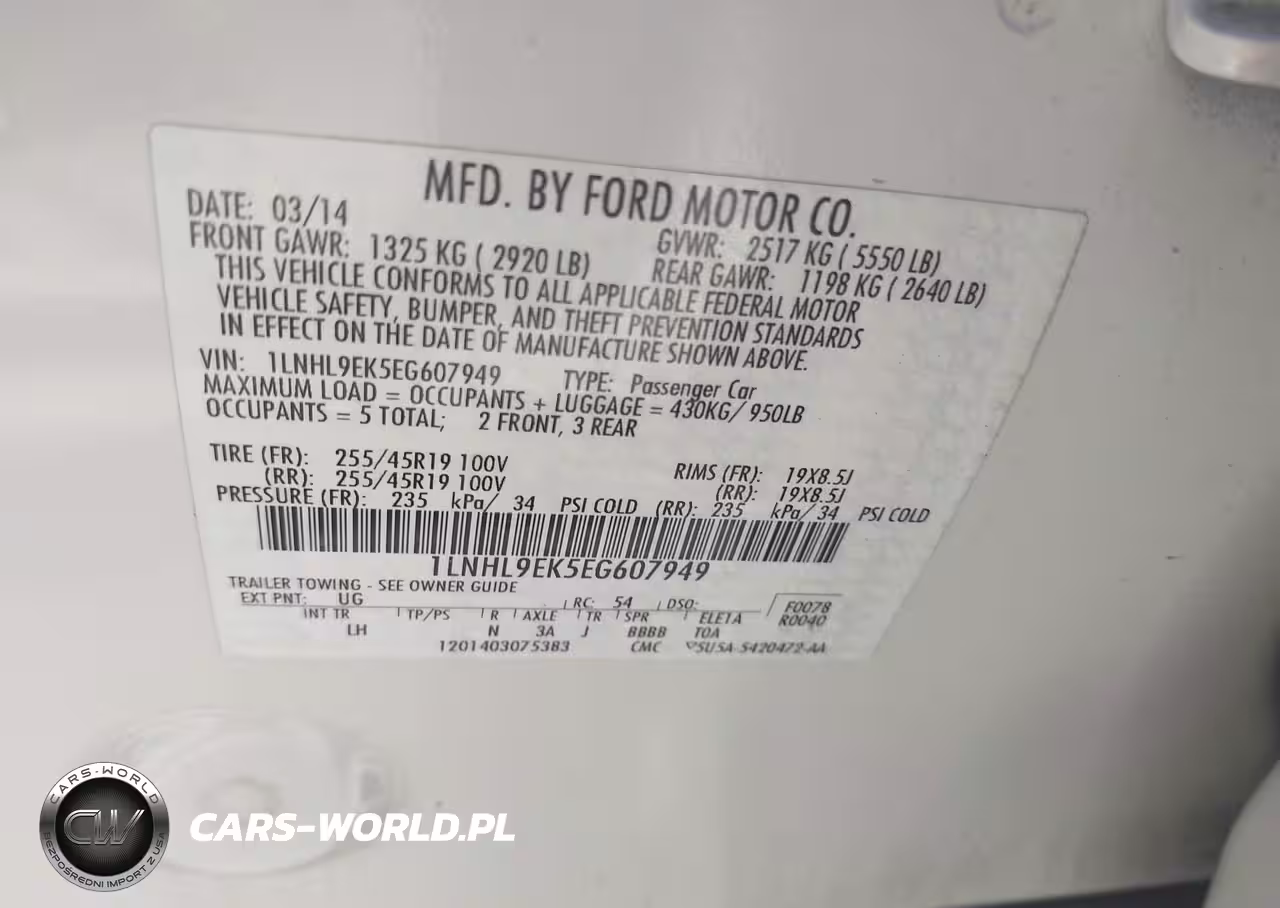 MFD. BY FORD MOTOR CO.
DATE: 03/14 GVWR: 2517 KG ( 5550 LB)
FRONT GAWR: 1325 KG ( 2920 LB) REAR GAWR: 1198 KG ( 2640 LB)
THIS VEHICLE CONFORMS TO ALL APPLICABLE FEDERAL MOTOR
VEHICLE SAFETY, BUMPER, AND THEFT PREVENTION STANDARDS
IN EFFECT ON THE DATE OF MANUFACTURE SHOWN ABOVE.
VIN: 1LNHL9EK5EG607949 TYPE: Passenger Car
MAXIMUM LOAD = OCCUPANTS + LUGGAGE = 430KG/ 950LB
OCCUPANTS = 5 TOTAL; 2 FRONT, 3 REAR
TIRE (FR): 255/45R19 100V RIMS (FR): 19X8.5J
(RR): 255/45R19 100V (RR): 19X8.5J
PRESSURE (FR): 235 kPa/ 34 PSI COLD (RR): 235 kPa/ 34 PSI COLD
1LNHL9EK5EG607949
TRAILER TOWING - SEE OWNER GUIDE
EXT PNT: UG RC: 54 DSO: F0078
INT TR TP/PS R AXLE TR SPR R0040
LH N 3A J BBBB
1201403075383 CMC
CARS-WORLD
CW
BEZPOŚREDNI IMPORT Z USA
CARS-WORLD.PL